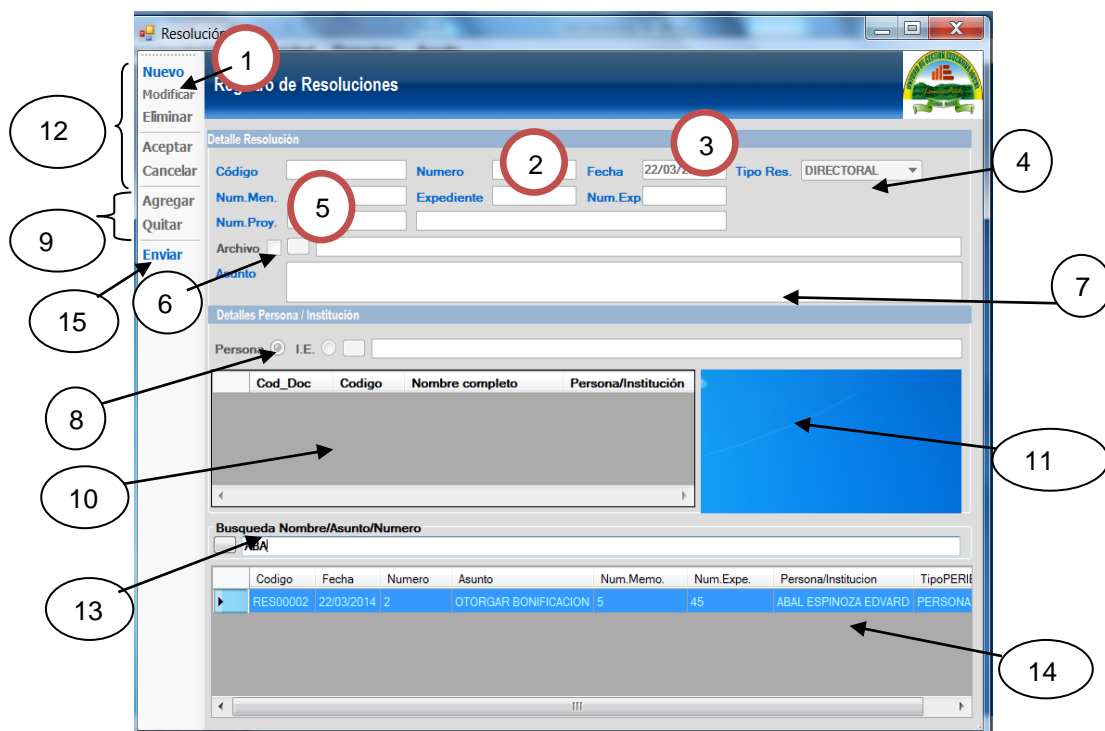 Resolución
1
Nuevo
Modificar
Eliminar
12
Aceptar
Cancelar
Agregar
Quitar
9
Enviar
15
Registro de Resoluciones
Detalle Resolución
Código Numero 2 Fecha 22/03/ 3 Tipo Res. DIRECTORAL 4
Num.Men. 5 Expediente Num.Exp
Num.Proy.
Archivo
6
Asunto
7
Detalles Persona / Institución
Persona I.E.
8
Cod_Doc Codigo Nombre completo Persona/Institución
10
11
Busqueda Nombre/Asunto/Numero
ABA
13
Codigo Fecha Numero Asunto Num.Memo. Num.Expe. Persona/Institucion TipoPERIE
RES00002 22/03/2014 2 OTORGAR BONIFICACION 5 45 ABAL ESPINOZA EDVARD PERSONA
14